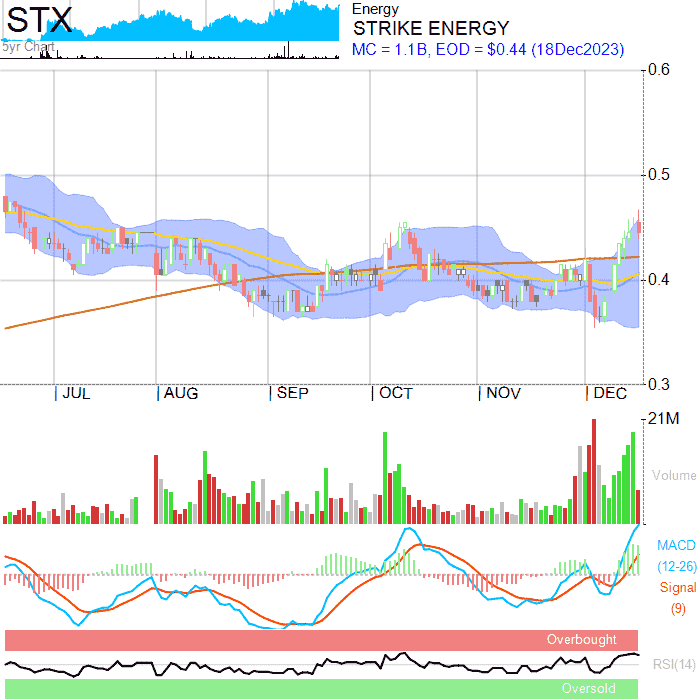 STX
5yr Chart
Energy
STRIKE ENERGY
MC = 1.1B, EOD = $0.44 (18Dec2023)
0.6
0.5
0.4
0.3
JUL AUG SEP OCT NOV DEC
21M
Volume
MACD
(12-26)
Signal
(9)
Overbought
RSI(14)
Oversold